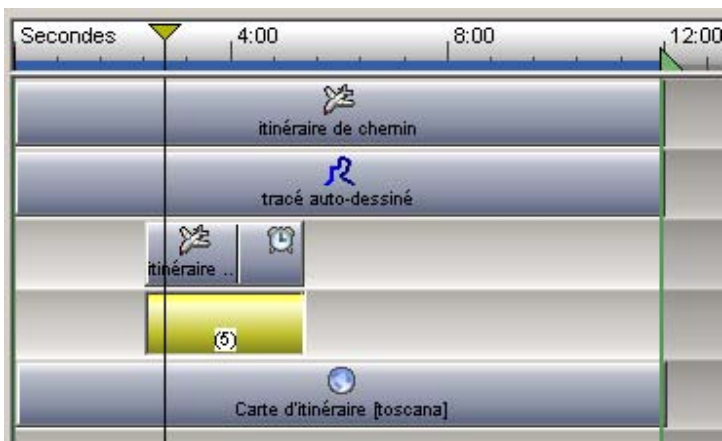 Secondes 4:00 8:00 12:00
itinéraire de chemin
tracé auto-dessiné
itinéraire ..
(5)
Carte d'itinéraire [toscana]